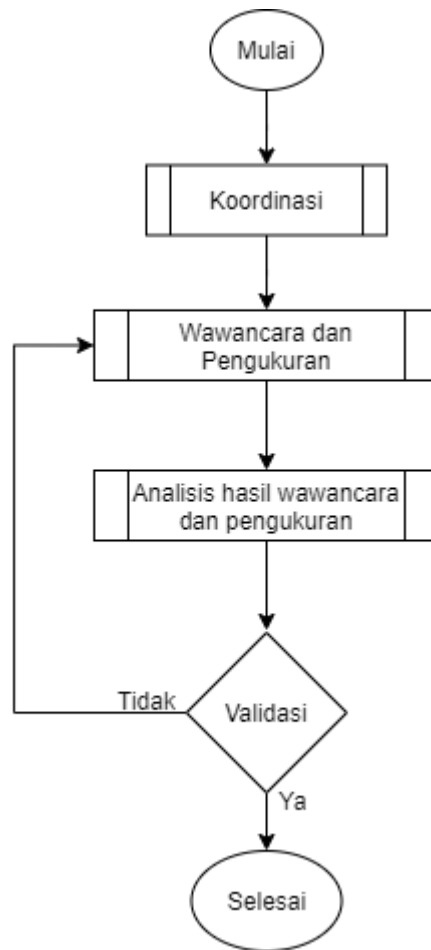 Mulai
Koordinasi
Wawancara dan
Pengukuran
Analisis hasil wawancara
dan pengukuran
Tidak
Validasi
Ya
Selesai